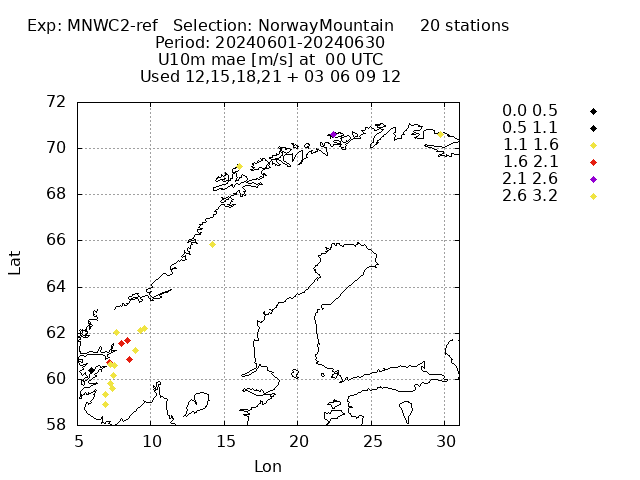 Exp: MNWC2-ref Selection: NorwayMountain 20 stations
Period: 20240601-20240630
U10m mae [m/s] at 00 UTC
Used 12,15,18,21 + 03 06 09 12
72
70
68
66
64
62
60
58
Lat
5 10 15 20 25 30
Lon
0.0 0.5
0.5 1.1
1.1 1.6
1.6 2.1
2.1 2.6
2.6 3.2